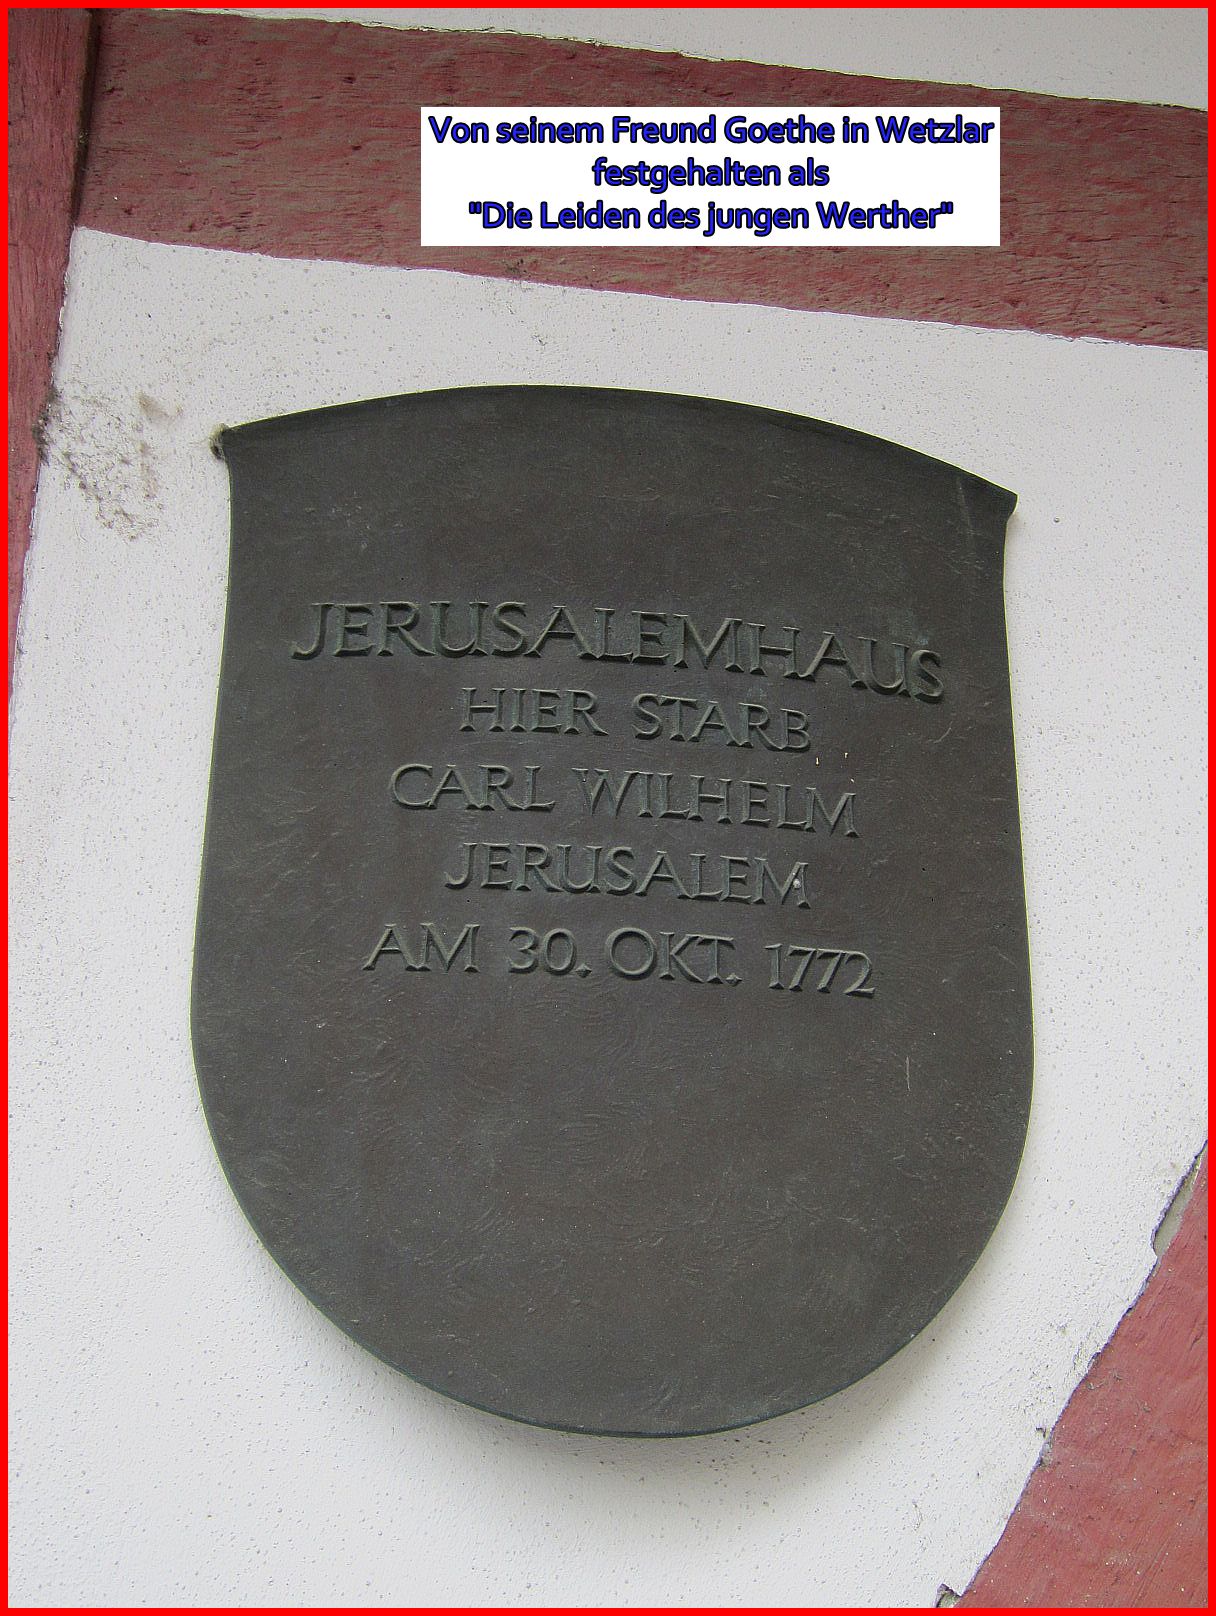 Von seinem Freund Goethe in Wetzlar
festgehalten als
"Die Leiden des jungen Werther"
JERUSALEMHAUS
HIER STARB
CARL WILHELM
JERUSALEM
AM 30. OKT. 1772